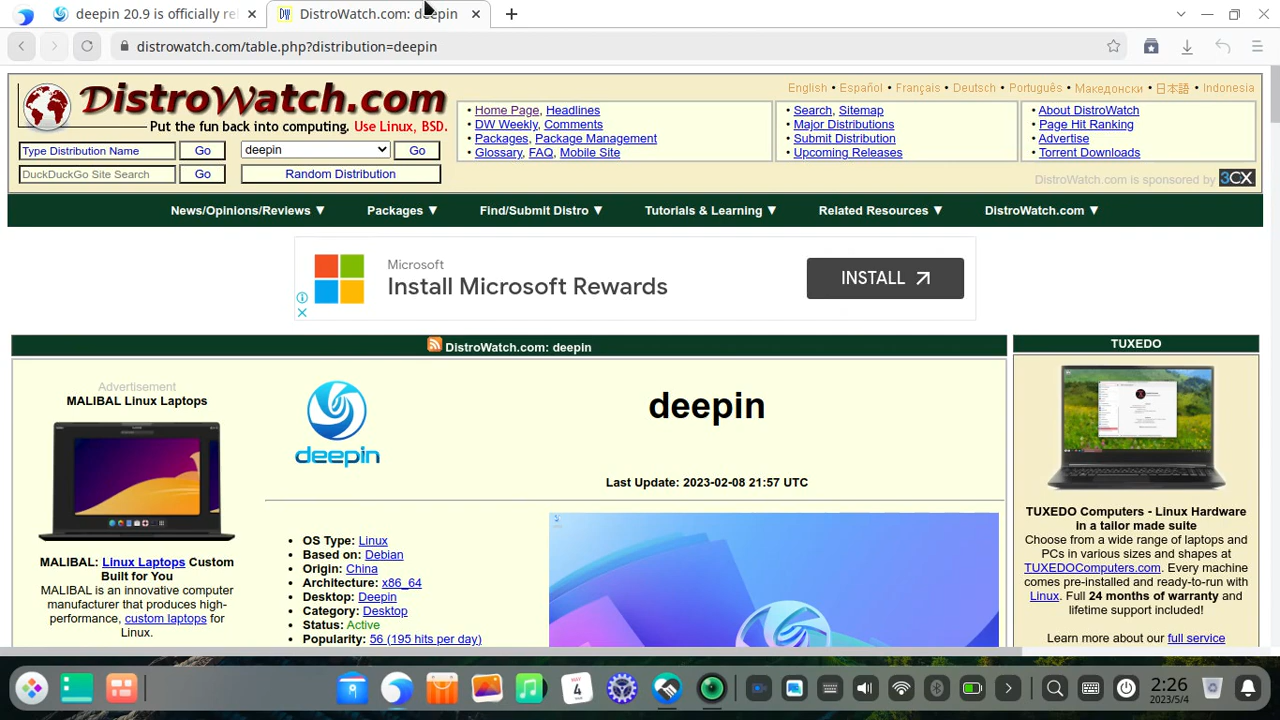 deepin 20.9 is officially re
DistroWatch.com: deepin
distrowatch.com/table.php?distribution=deepin
English • Español • Français • Deutsch • Português • Македонски • 日本語 • Indonesia
DistroWatch.com
Put the fun back into computing. Use Linux, BSD.
• Home Page, Headlines
• DW Weekly, Comments
• Packages, Package Management
• Glossary, FAQ, Mobile Site
• Search, Sitemap
• Major Distributions
• Submit Distribution
• Upcoming Releases
• About DistroWatch
• Page Hit Ranking
• Advertise
• Torrent Downloads
Type Distribution Name Go deepin Go
DuckDuckGo Site Search Go Random Distribution
DistroWatch.com is sponsored by 3CX
News/Opinions/Reviews ▼ Packages ▼ Find/Submit Distro ▼ Tutorials & Learning ▼ Related Resources ▼ DistroWatch.com ▼
Microsoft
Install Microsoft Rewards
INSTALL
DistroWatch.com: deepin
TUXEDO
Advertisement
MALIBAL Linux Laptops
MALIBAL: Linux Laptops Custom
Built for You
MALIBAL is an innovative computer
manufacturer that produces high-
performance, custom laptops for
Linux.
deepin
deepin
Last Update: 2023-02-08 21:57 UTC
• OS Type: Linux
• Based on: Debian
• Origin: China
• Architecture: x86_64
• Desktop: Deepin
• Category: Desktop
• Status: Active
• Popularity: 56 (195 hits per day)
TUXEDO Computers - Linux Hardware
in a tailor made suite
Choose from a wide range of laptops and
PCs in various sizes and shapes at
TUXEDOComputers.com. Every machine
comes pre-installed and ready-to-run with
Linux. Full 24 months of warranty and
lifetime support included!
Learn more about our full service
MAY
4
2:26
2023/5/4